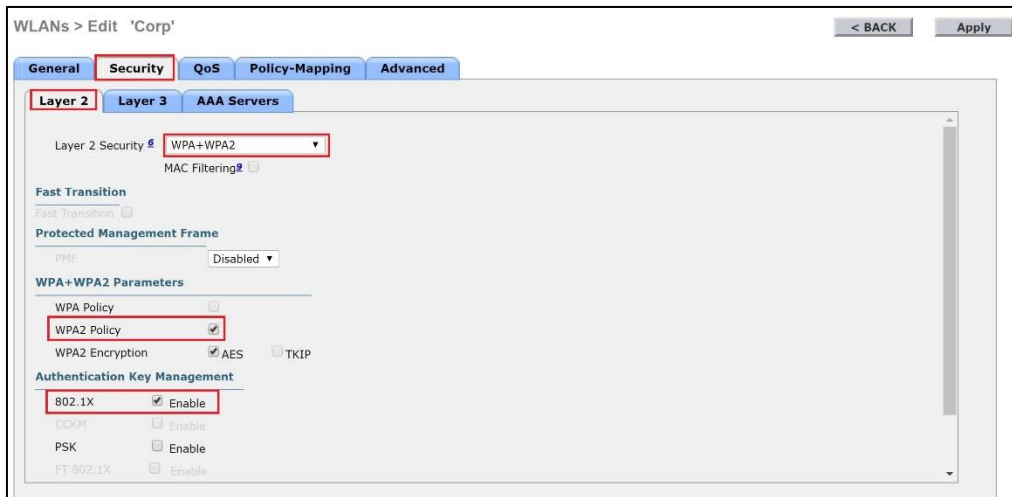 WLANs > Edit 'Corp'
< BACK
Apply
General
Security
QoS
Policy-Mapping
Advanced
Layer 2
Layer 3
AAA Servers
Layer 2 Security 6 WPA+WPA2
MAC Filtering9
Fast Transition
Fast Transition
Protected Management Frame
PMF Disabled
WPA+WPA2 Parameters
WPA Policy
WPA2 Policy
WPA2 Encryption AES TKIP
Authentication Key Management
802.1X Enable
CCKM Enable
PSK Enable
FT 802.1X Enable